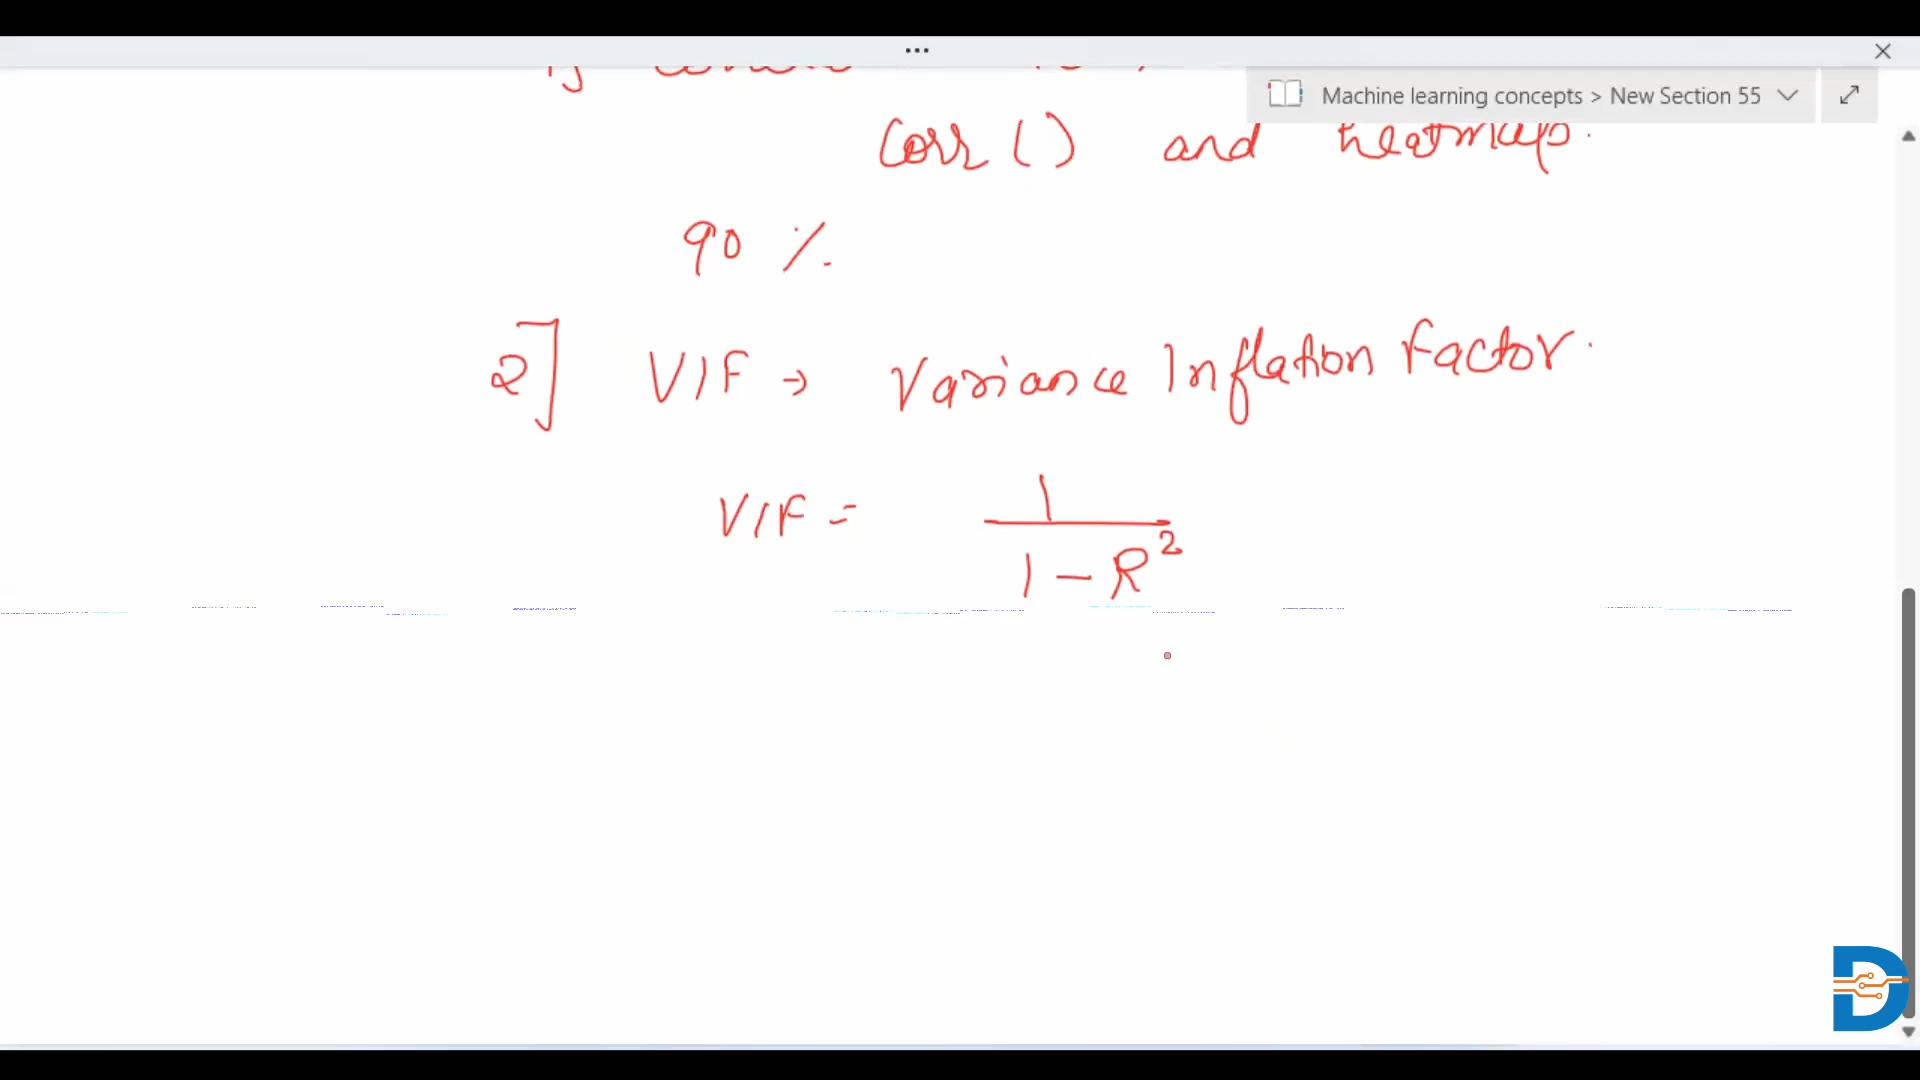 ...
Machine learning concepts > New Section 55
Corr () and heatmaps.
90 %
2] VIF → Variance Inflation Factor.
VIF = 1
1 - R²